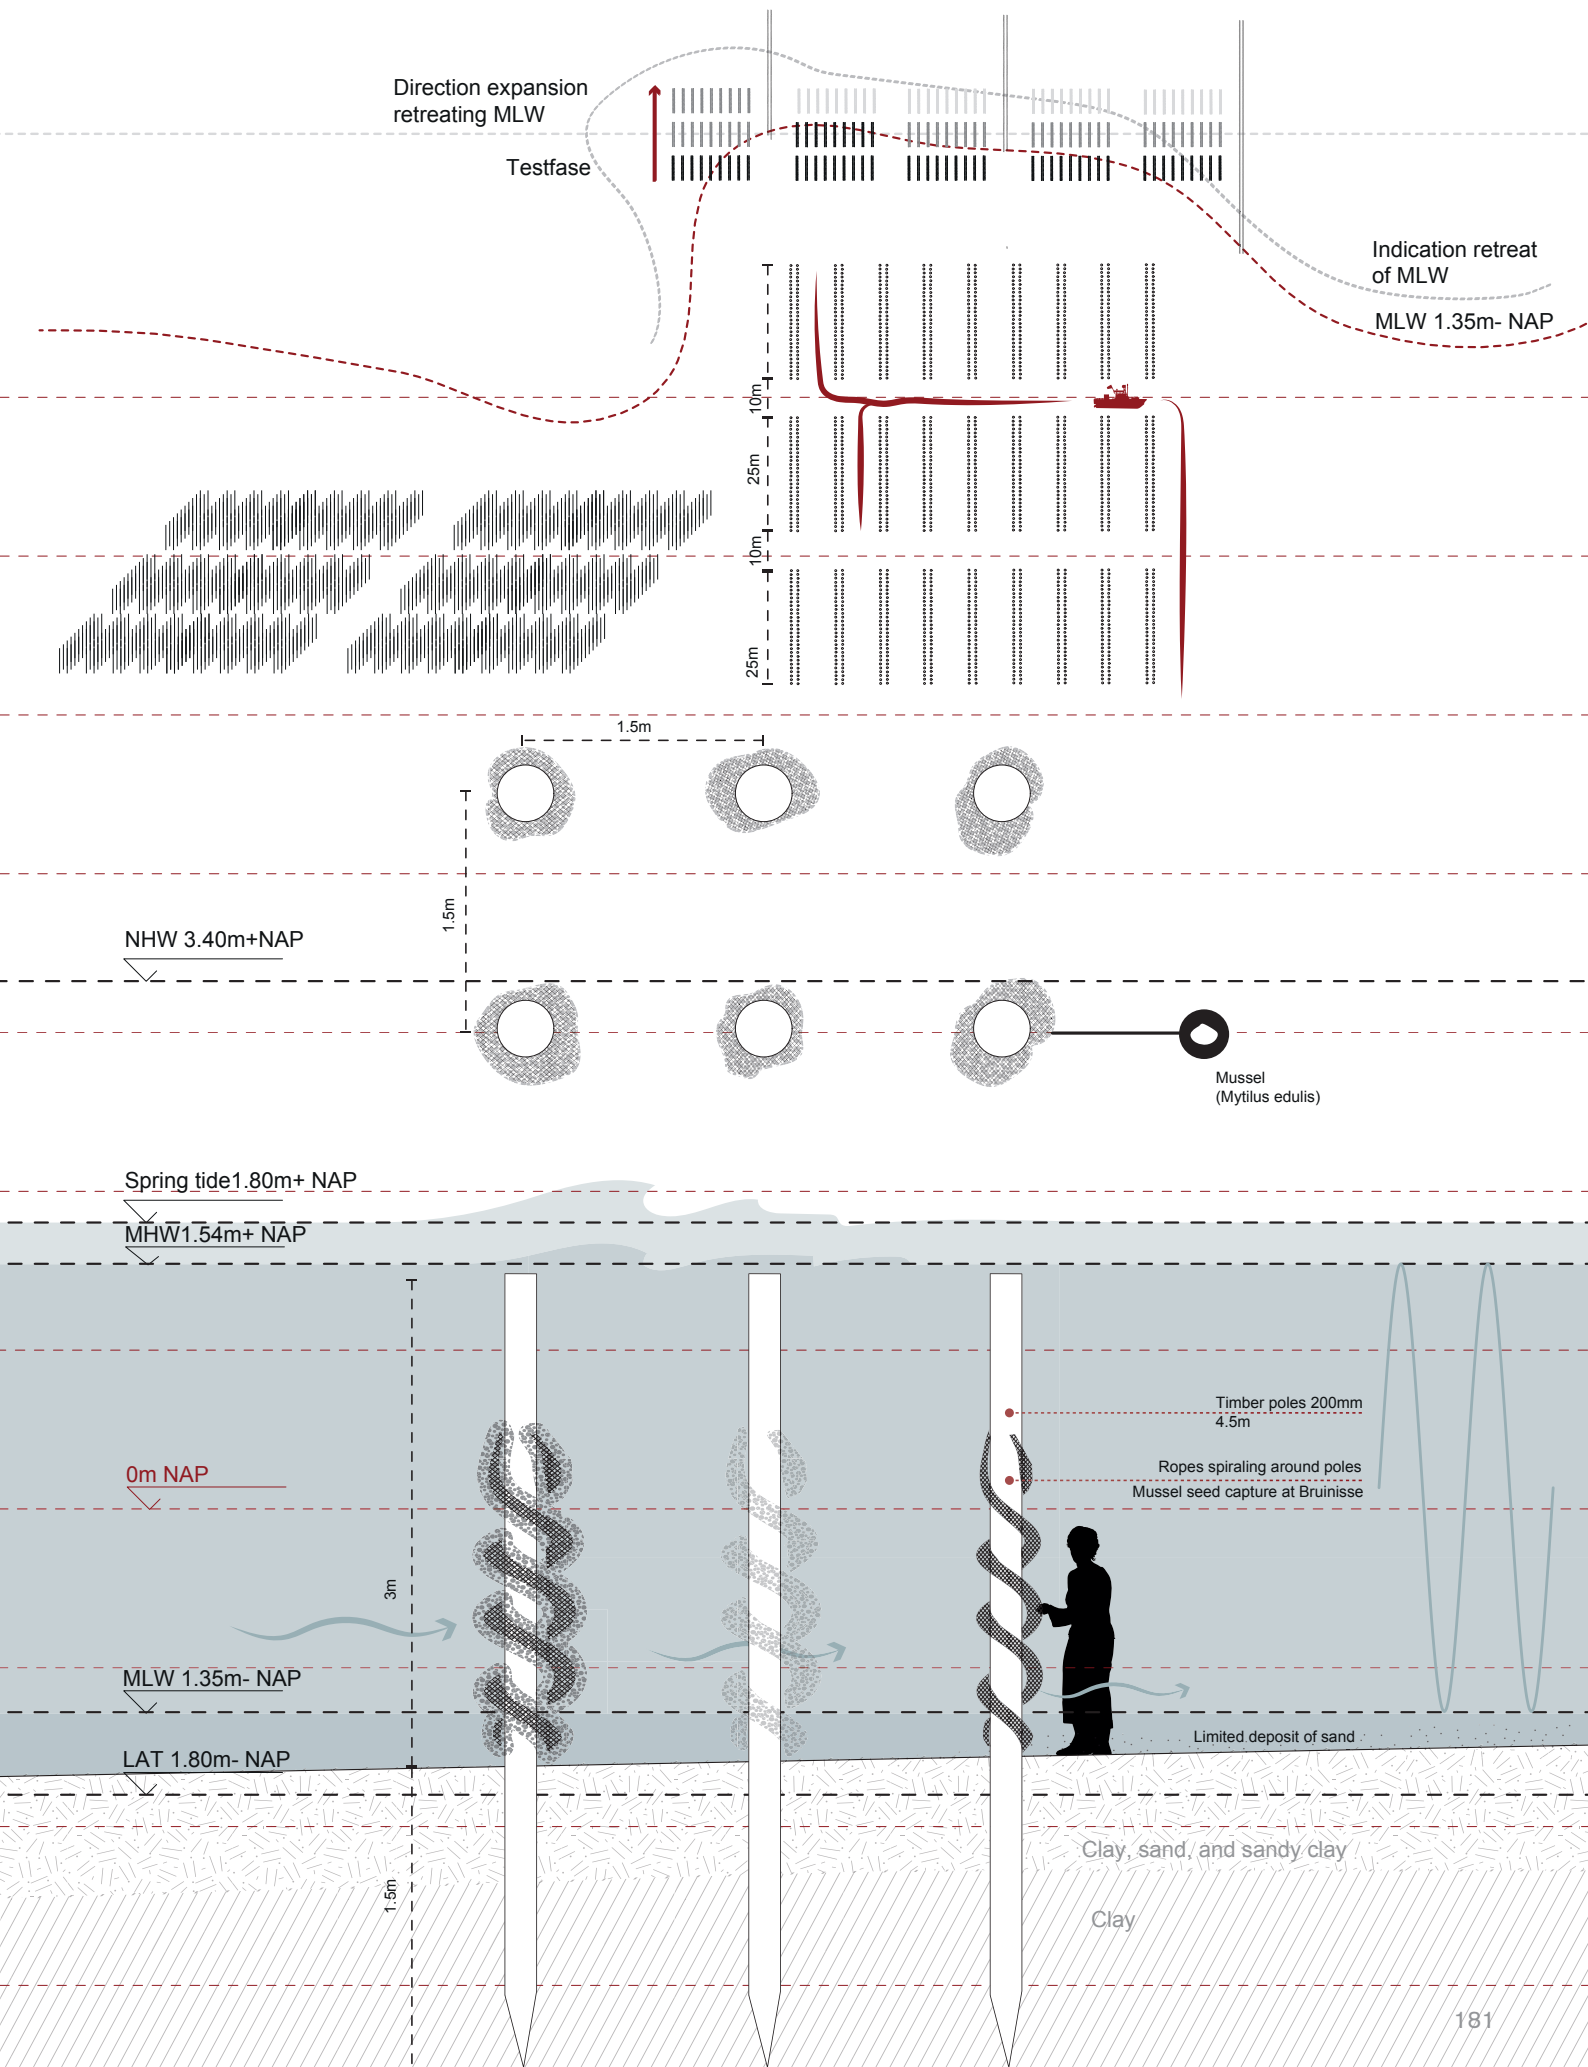 Direction expansion
retreating MLW
Testfase
Indication retreat
of MLW
MLW 1.35m- NAP
10m
25m
10m
25m
1.5m
1.5m
NHW 3.40m+NAP
Mussel
(Mytilus edulis)
Spring tide1.80m+ NAP
MHW1.54m+ NAP
Timber poles 200mm
4.5m
0m NAP
Ropes spiraling around poles
Mussel seed capture at Bruinisse
3m
MLW 1.35m- NAP
Limited deposit of sand
LAT 1.80m- NAP
Clay, sand, and sandy clay
1.5m
Clay
181